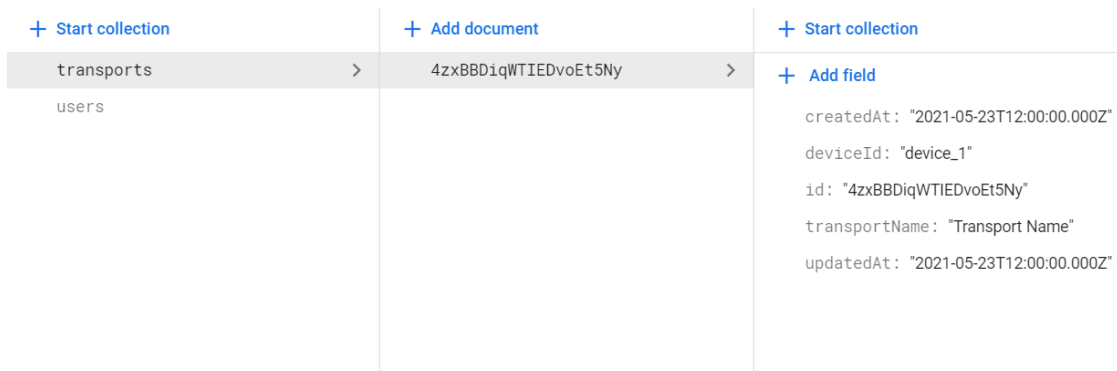 Start collection
transports
users
Add document
4zxBBDiqWTIEDvoEt5Ny
Start collection
Add field
createdAt: "2021-05-23T12:00:00.000Z"
deviceId: "device_1"
id: "4zxBBDiqWTIEDvoEt5Ny"
transportName: "Transport Name"
updatedAt: "2021-05-23T12:00:00.000Z"